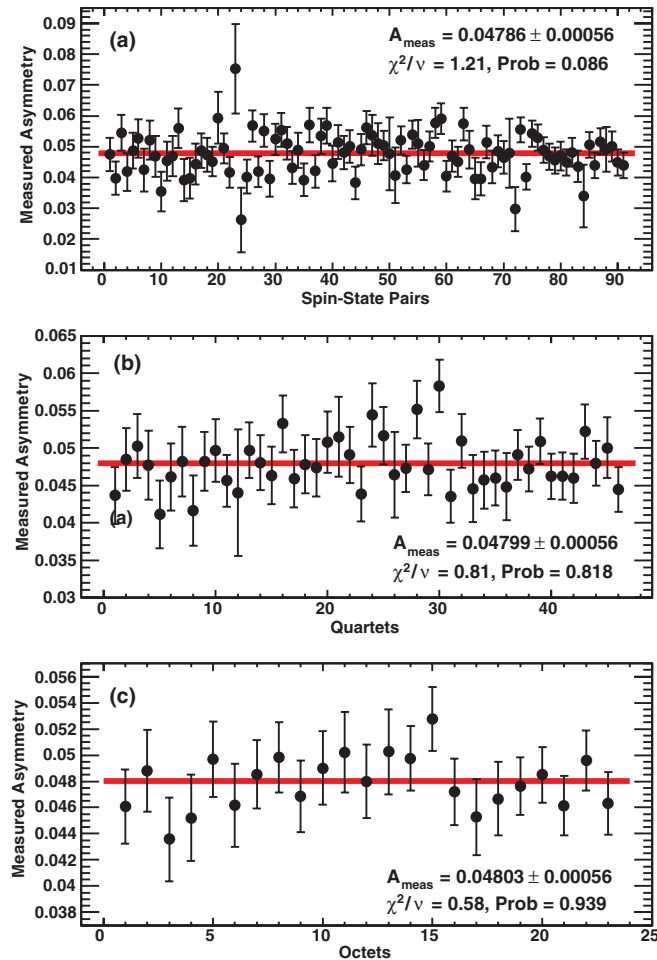 (a)
A_meas = 0.04786 ± 0.00056
χ²/ν = 1.21, Prob = 0.086
Measured Asymmetry
0.09
0.08
0.07
0.06
0.05
0.04
0.03
0.02
0.01
0 10 20 30 40 50 60 70 80 90
Spin-State Pairs
(b)
Measured Asymmetry
0.065
0.06
0.055
0.05
0.045
0.04
0.035
0.03
(a)
A_meas = 0.04799 ± 0.00056
χ²/ν = 0.81, Prob = 0.818
0 10 20 30 40
Quartets
(c)
Measured Asymmetry
0.056
0.054
0.052
0.05
0.048
0.046
0.044
0.042
0.04
0.038
A_meas = 0.04803 ± 0.00056
χ²/ν = 0.58, Prob = 0.939
0 5 10 15 20 25
Octets